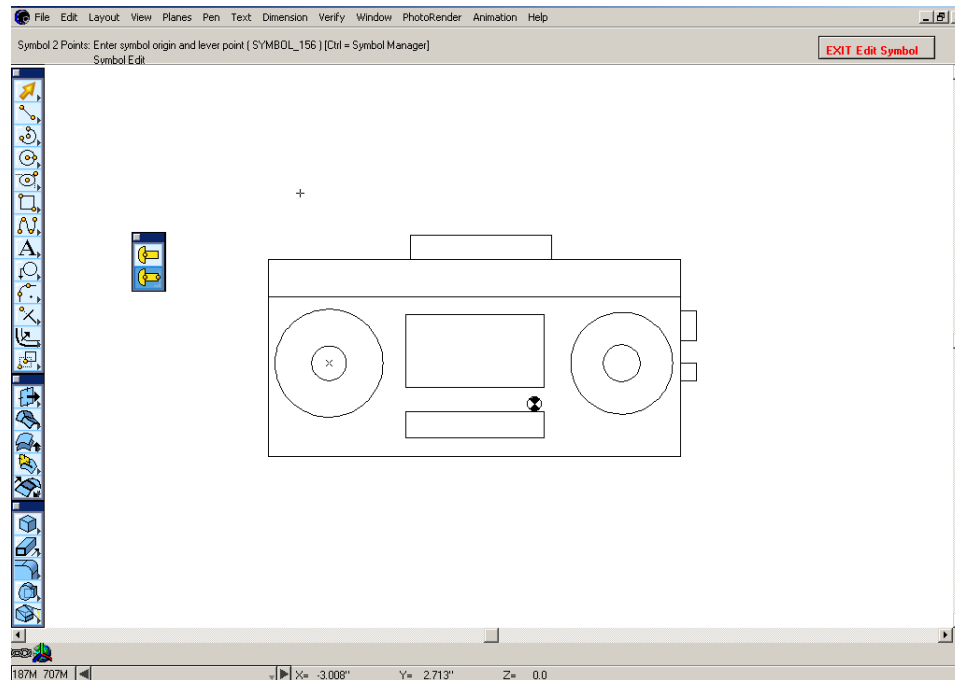 File Edit Layout View Planes Pen Text Dimension Verify Window PhotoRender Animation Help
Symbol 2 Points: Enter symbol origin and lever point ( SYMBOL_156 ) [Ctrl = Symbol Manager]
Symbol Edit
EXIT Edit Symbol
A
187M 707M X= -3.008" Y= 2.713" Z= 0.0